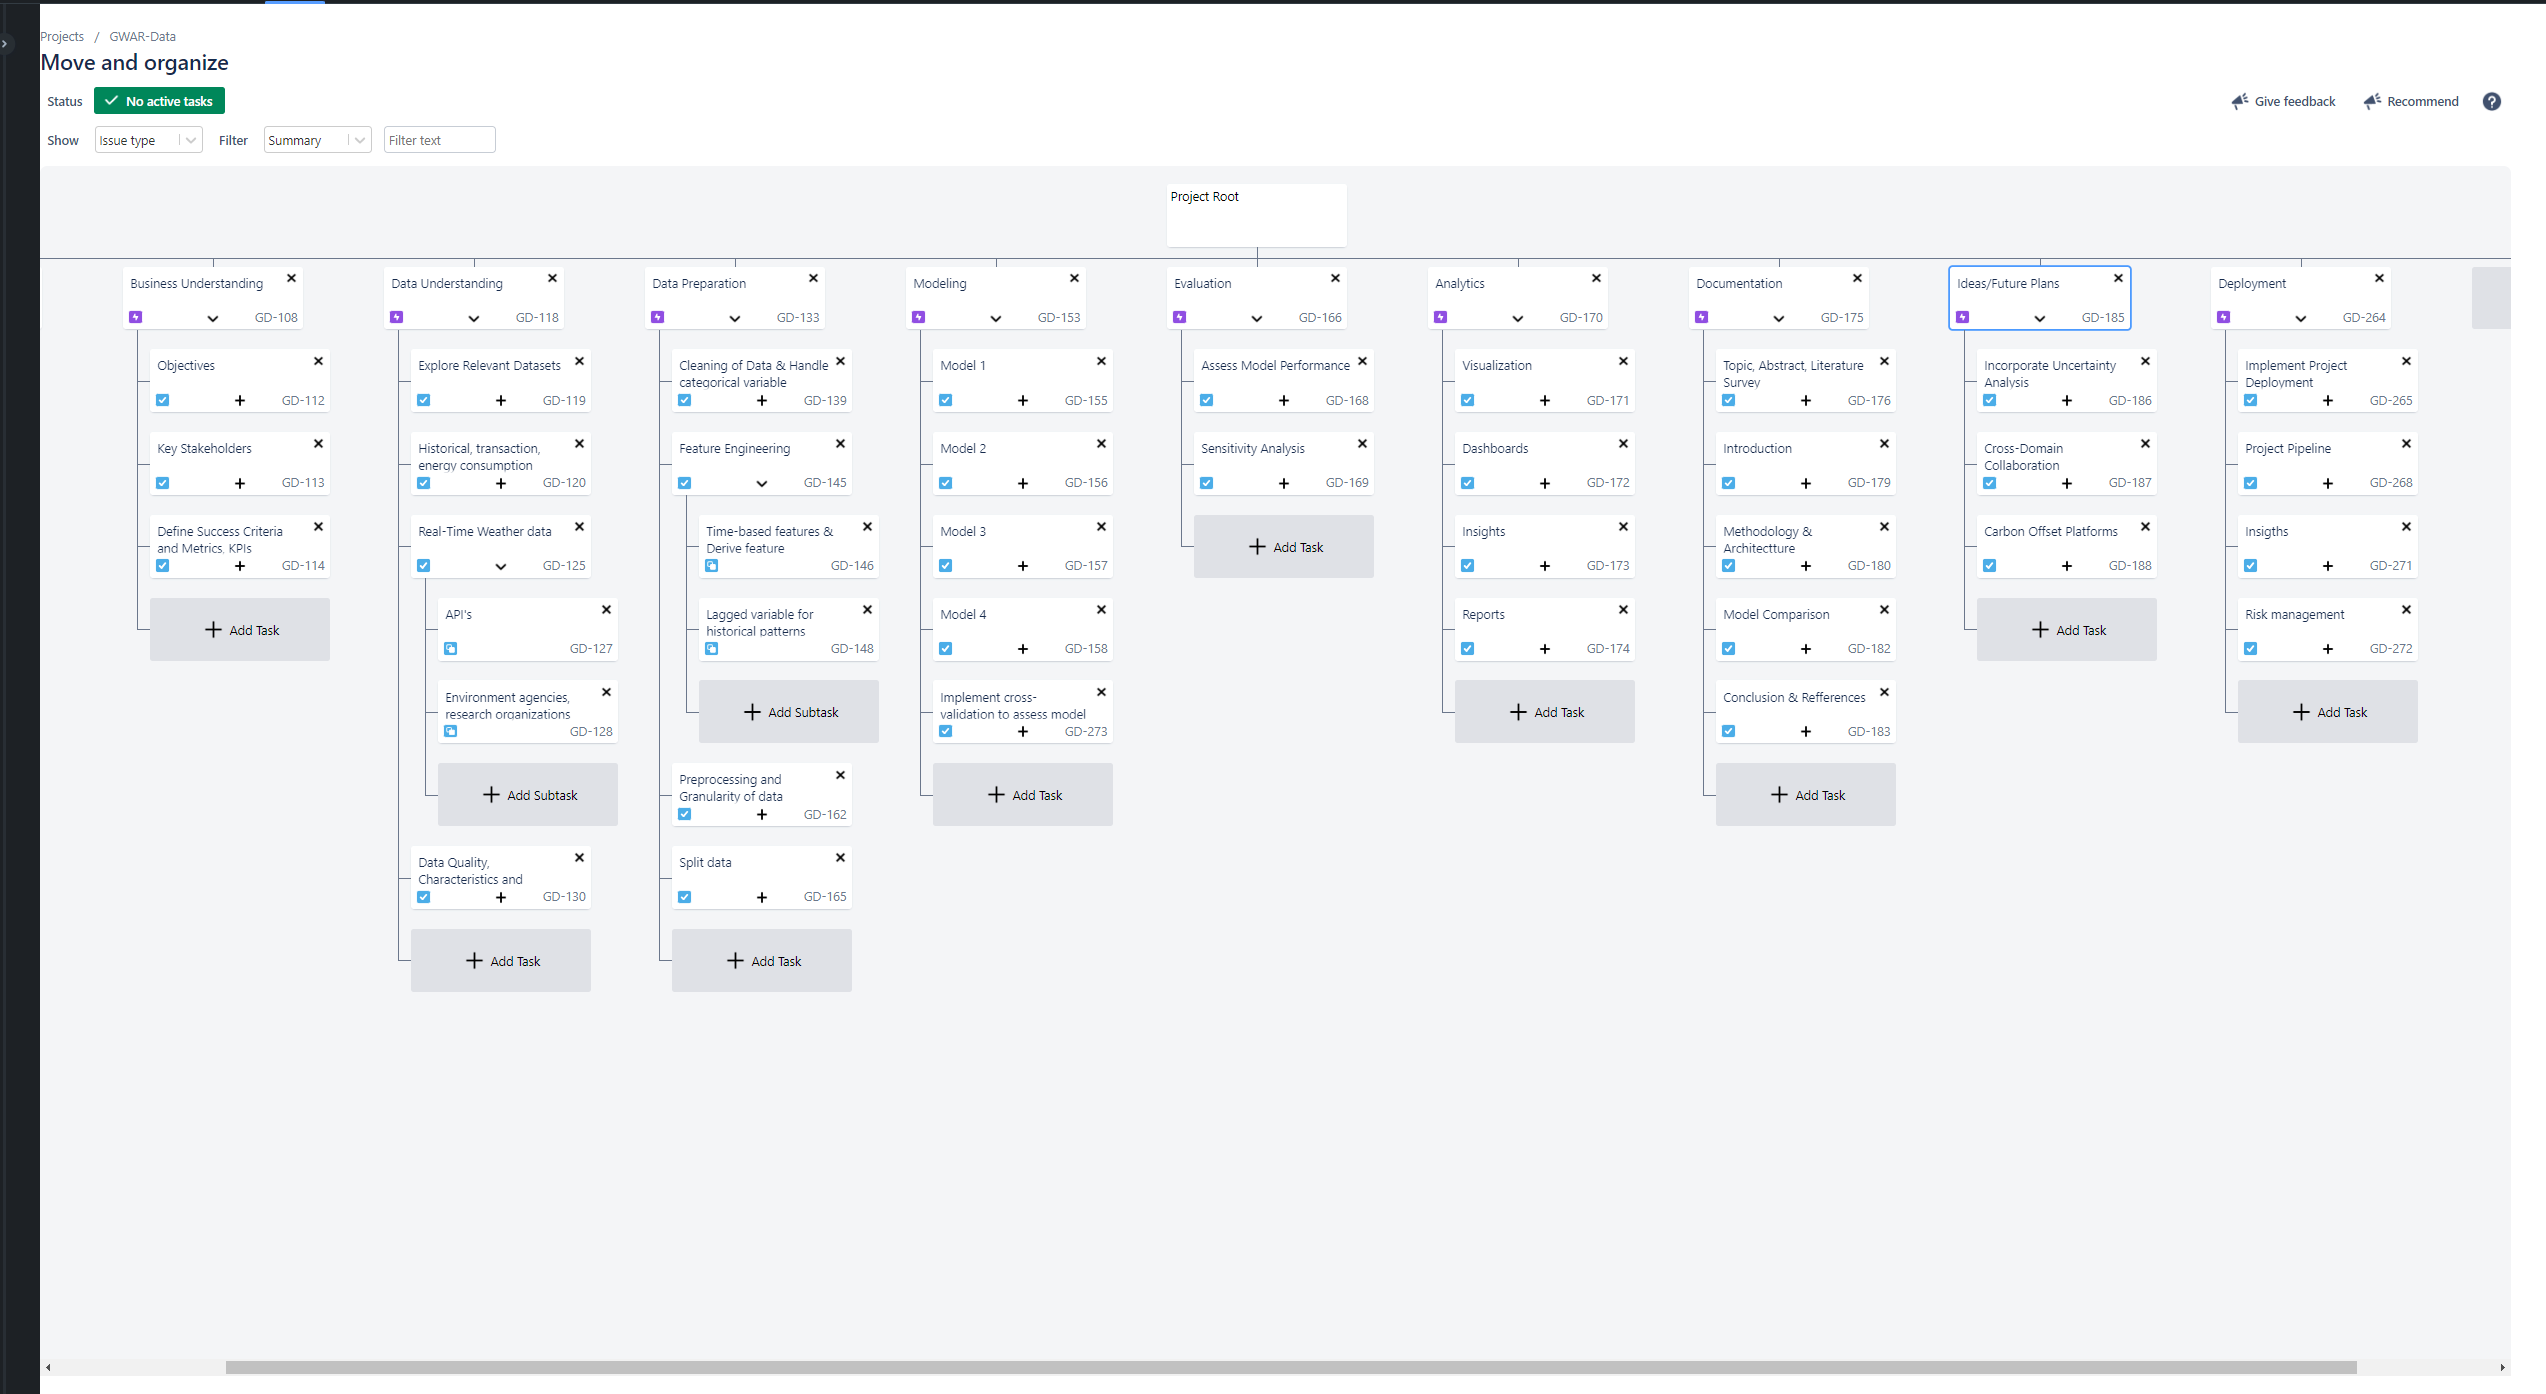 Projects / GWAR-Data
Move and organize
Status No active tasks
Give feedback Recommend
Show Issue type Filter Summary Filter text
Project Root
Business Understanding
GD-108
Objectives
GD-112
Key Stakeholders
GD-113
Define Success Criteria
and Metrics, KPIs
GD-114
Add Task
Data Understanding
GD-118
Explore Relevant Datasets
GD-119
Historical, transaction,
energy consumption
GD-120
Real-Time Weather data
GD-125
API's
GD-127
Environment agencies,
research organizations
GD-128
Add Subtask
Data Quality,
Characteristics and
GD-130
Add Task
Data Preparation
GD-133
Cleaning of Data & Handle
categorical variable
GD-139
Feature Engineering
GD-145
Time-based features &
Derive feature
GD-146
Lagged variable for
historical patterns
GD-148
Add Subtask
Preprocessing and
Granularity of data
GD-162
Split data
GD-165
Add Task
Modeling
GD-153
Model 1
GD-155
Model 2
GD-156
Model 3
GD-157
Model 4
GD-158
Implement cross-
validation to assess model
GD-273
Add Task
Evaluation
GD-166
Assess Model Performance
GD-168
Sensitivity Analysis
GD-169
Add Task
Analytics
GD-170
Visualization
GD-171
Dashboards
GD-172
Insights
GD-173
Reports
GD-174
Add Task
Documentation
GD-175
Topic, Abstract, Literature
Survey
GD-176
Introduction
GD-179
Methodology &
Architectture
GD-180
Model Comparison
GD-182
Conclusion & Refferences
GD-183
Add Task
Ideas/Future Plans
GD-185
Incorporate Uncertainty
Analysis
GD-186
Cross-Domain
Collaboration
GD-187
Carbon Offset Platforms
GD-188
Add Task
Deployment
GD-264
Implement Project
Deployment
GD-265
Project Pipeline
GD-268
Insigths
GD-271
Risk management
GD-272
Add Task